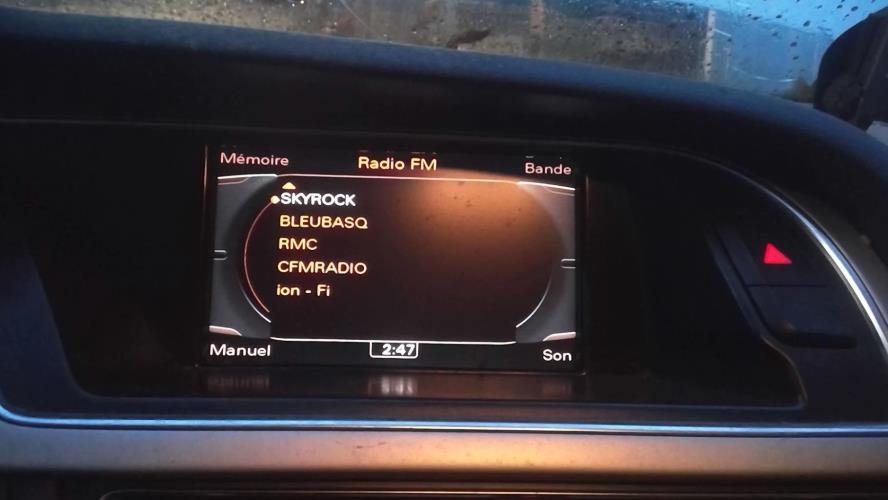 Mémoire Radio FM Bande
SKYROCK
BLEUBASQ
RMC
CFMRADIO
ion - Fi
Manuel 2:47 Son